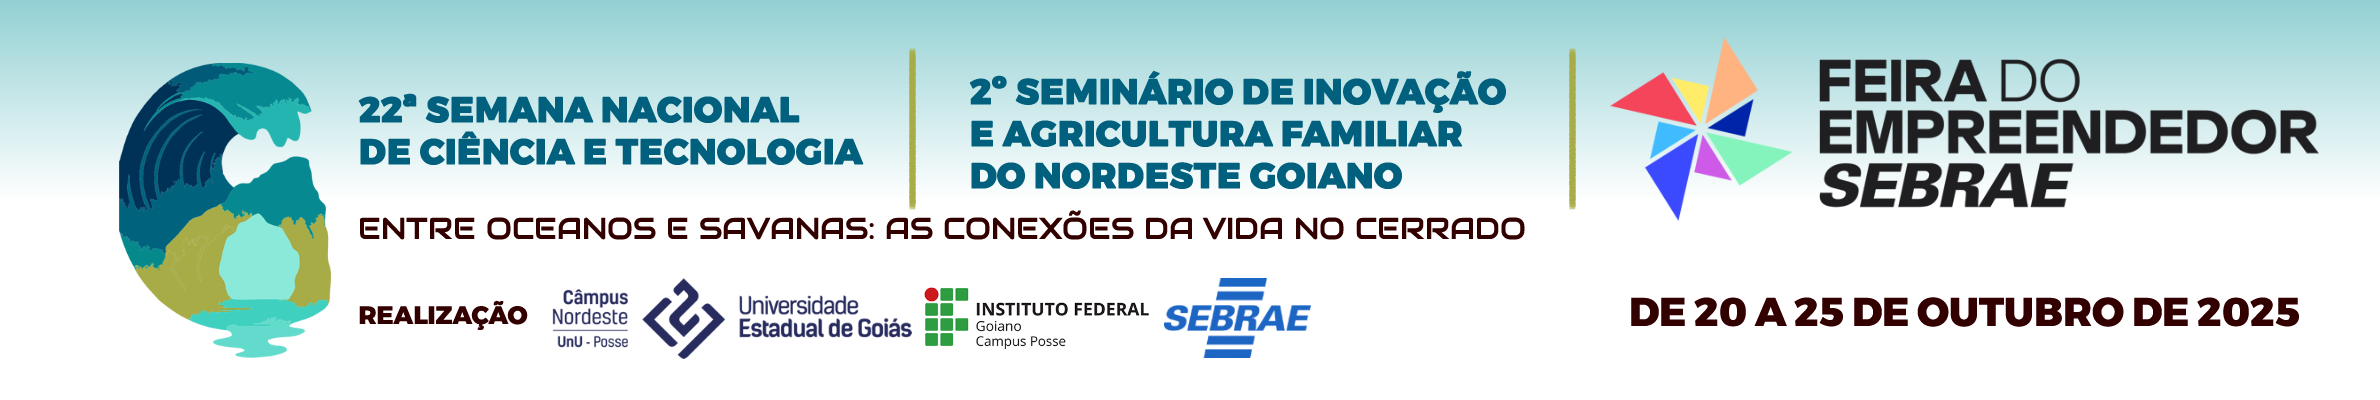 22ª SEMANA NACIONAL
DE CIÊNCIA E TECNOLOGIA
2º SEMINÁRIO DE INOVAÇÃO
E AGRICULTURA FAMILIAR
DO NORDESTE GOIANO
FEIRA DO
EMPREENDEDOR
SEBRAE
ENTRE OCEANOS E SAVANAS: AS CONEXÕES DA VIDA NO CERRADO
REALIZAÇÃO
Câmpus
Nordeste
UnU - Posse
Universidade
Estadual de Goiás
INSTITUTO FEDERAL
Goiano
Campus Posse
SEBRAE
DE 20 A 25 DE OUTUBRO DE 2025